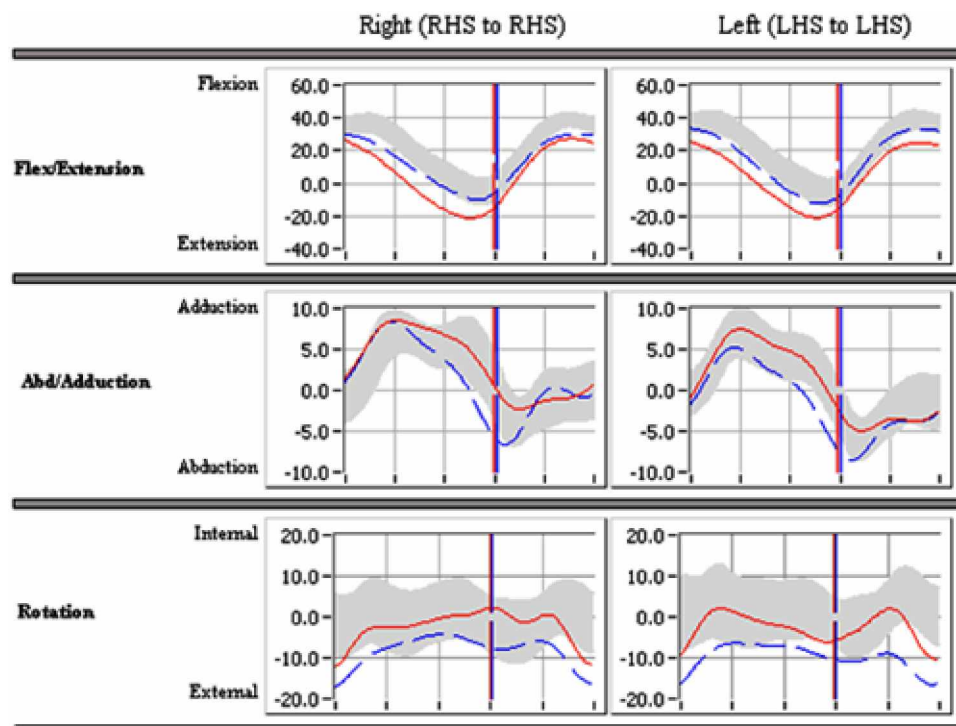 Right (RHS to RHS) Left (LHS to LHS)
Flexion 60.0 60.0
40.0 40.0
Flex/Extension 20.0 20.0
0.0 0.0
-20.0 -20.0
Extension -40.0 -40.0
Adduction 10.0 10.0
5.0 5.0
Abd/Adduction 0.0 0.0
-5.0 -5.0
Abduction -10.0 -10.0
Internal 20.0 20.0
10.0 10.0
Rotation 0.0 0.0
-10.0 -10.0
External -20.0 -20.0